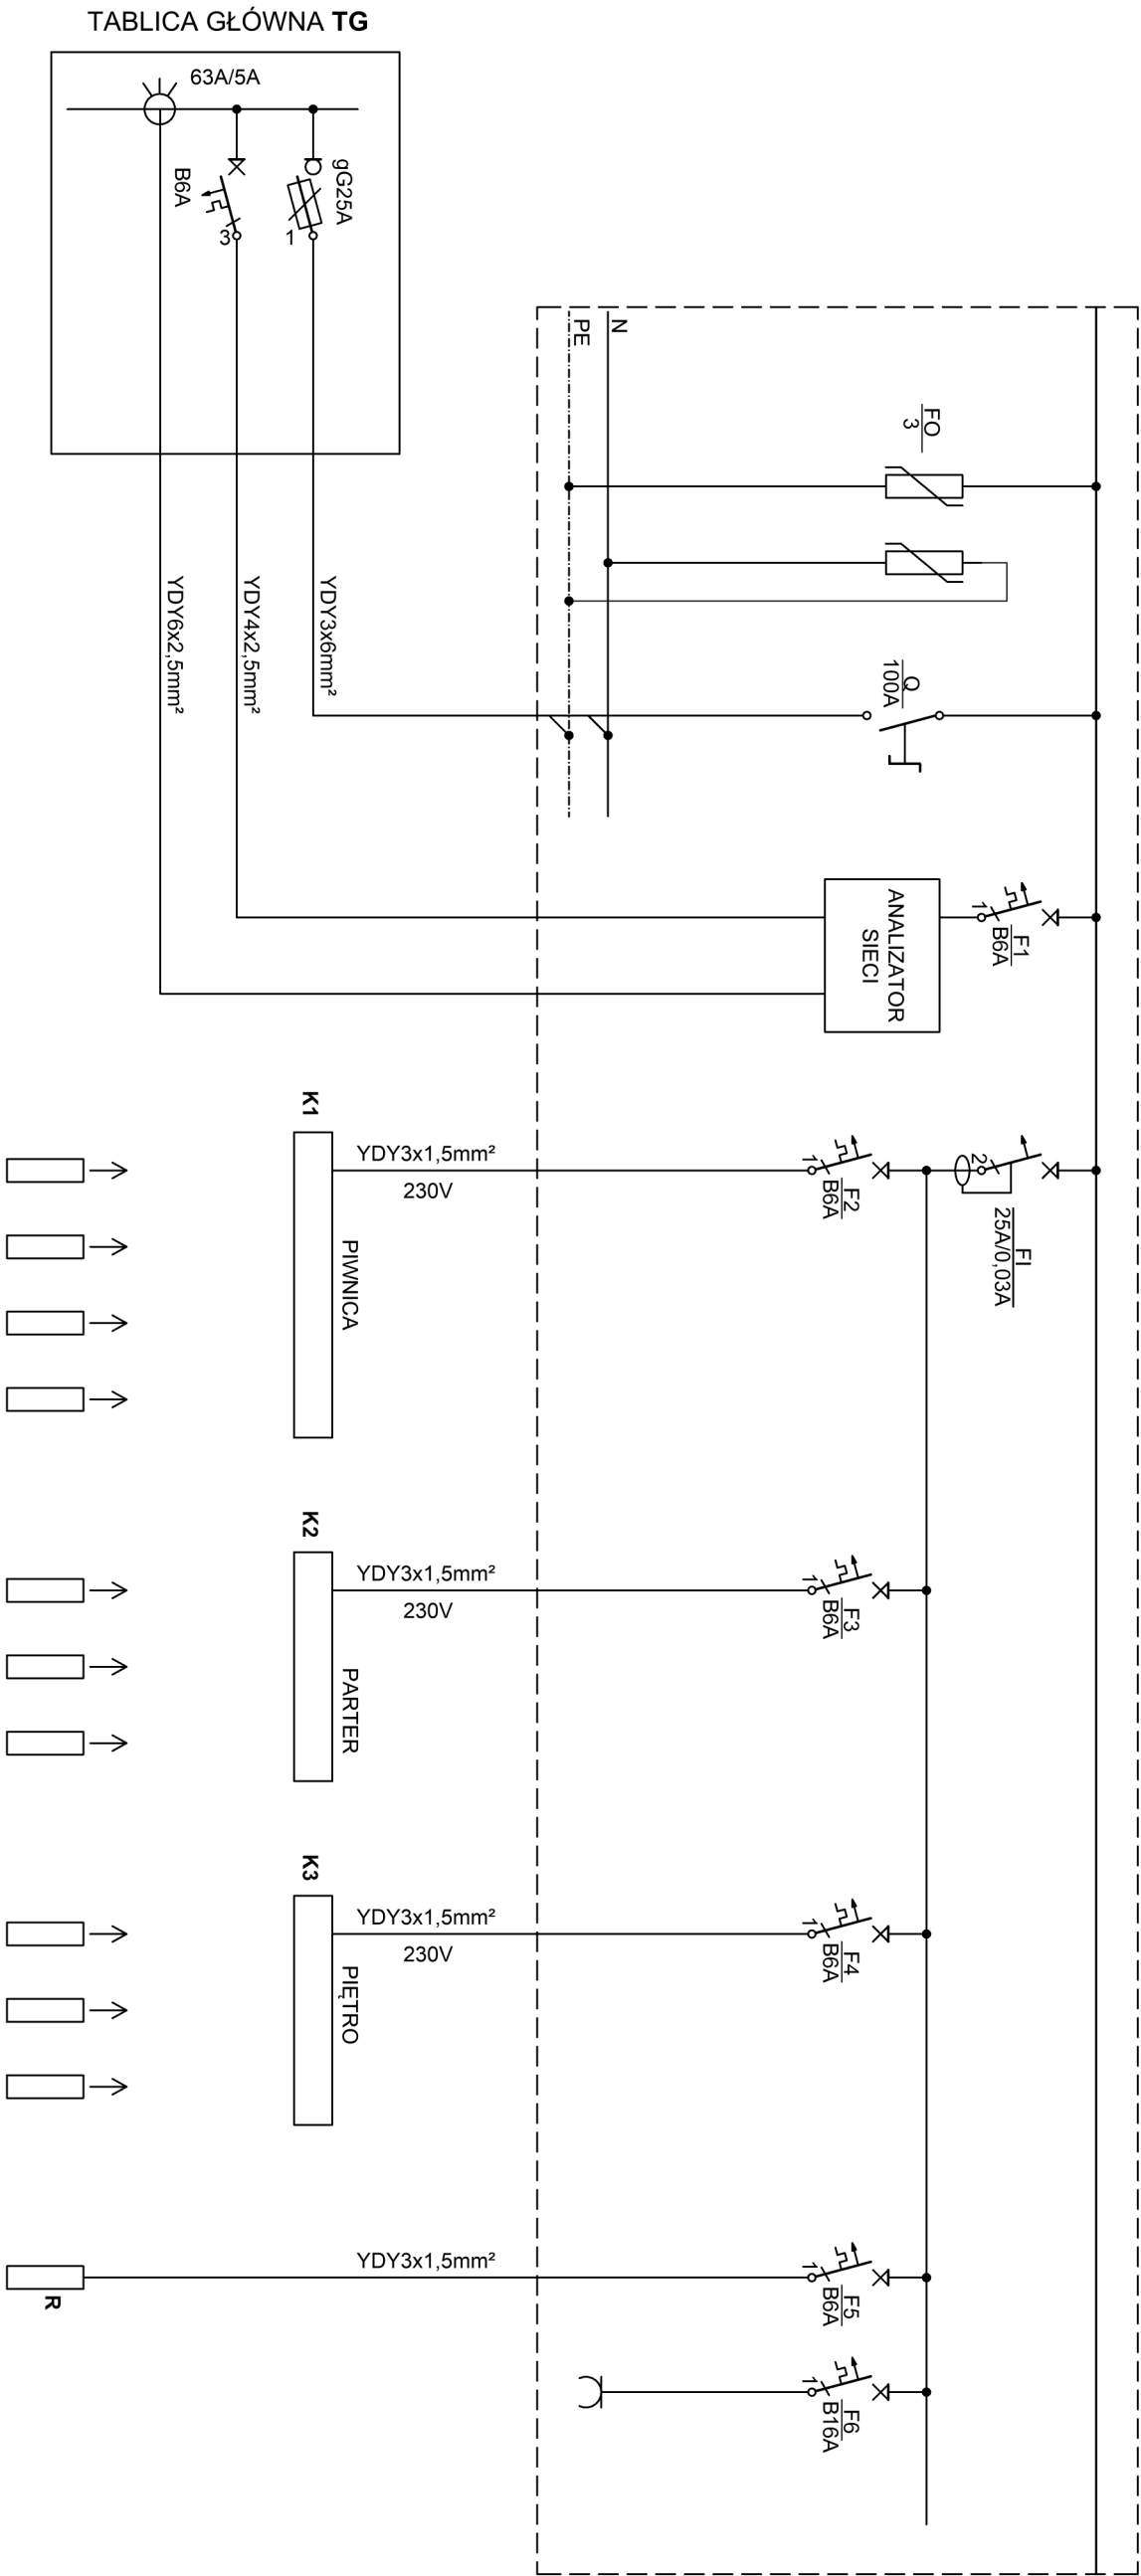 TABLICA GŁÓWNA TG
63A/5A
gG25A
B6A
3
1
N
PE
FO
3
YDY3x6mm²
YDY4x2,5mm²
YDY6x2,5mm²
Q
100A
ANALIZATOR
SIECI
1
F1
B6A
K1
PIWNICA
YDY3x1,5mm²
230V
1
F2
B6A
2
FI
25A/0,03A
K2
PARTER
YDY3x1,5mm²
230V
1
F3
B6A
K3
PIĘTRO
YDY3x1,5mm²
230V
1
F4
B6A
R
YDY3x1,5mm²
1
F5
B6A
1
F6
B16A